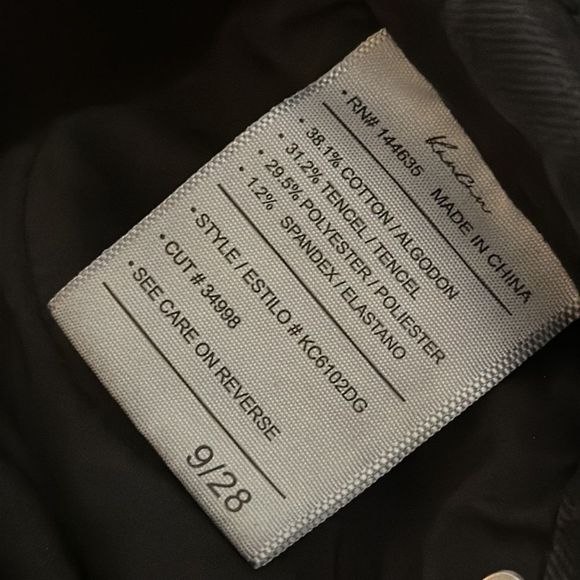 KanCan
• RN# 144635 MADE IN CHINA
• 38.1% COTTON / ALGODON
• 31.2% TENCEL / TENCEL
• 29.5% POLYESTER / POLIESTER
• 1.2% SPANDEX / ELASTANO
• STYLE / ESTILO # KC6102DG
• CUT # 34998
• SEE CARE ON REVERSE
9/28